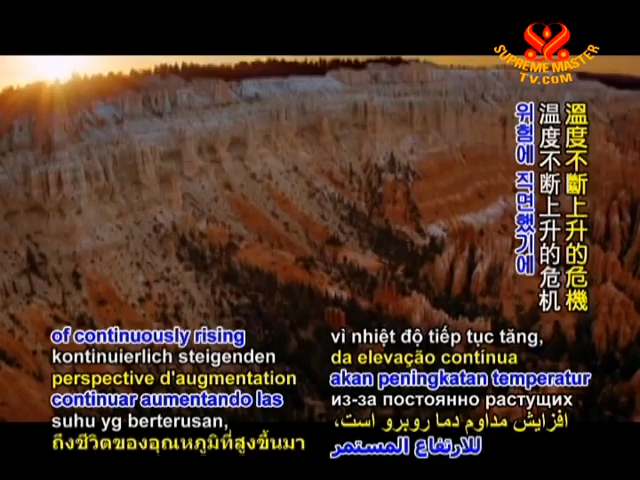 SUPREME MASTER
TV.COM
溫度不斷上升的危機
温度不断上升的危机
위험에 직면했기에
of continuously rising
kontinuierlich steigenden
perspective d'augmentation
continuar aumentando las
suhu yg berterusan,
ถึงชีวิตของอุณหภูมิที่สูงขึ้นมา
vì nhiệt độ tiếp tục tăng,
da elevação contínua
akan peningkatan temperatur
из-за постоянно растущих
افزایش مداوم دما روبرو است،
للارتفاع المستمر